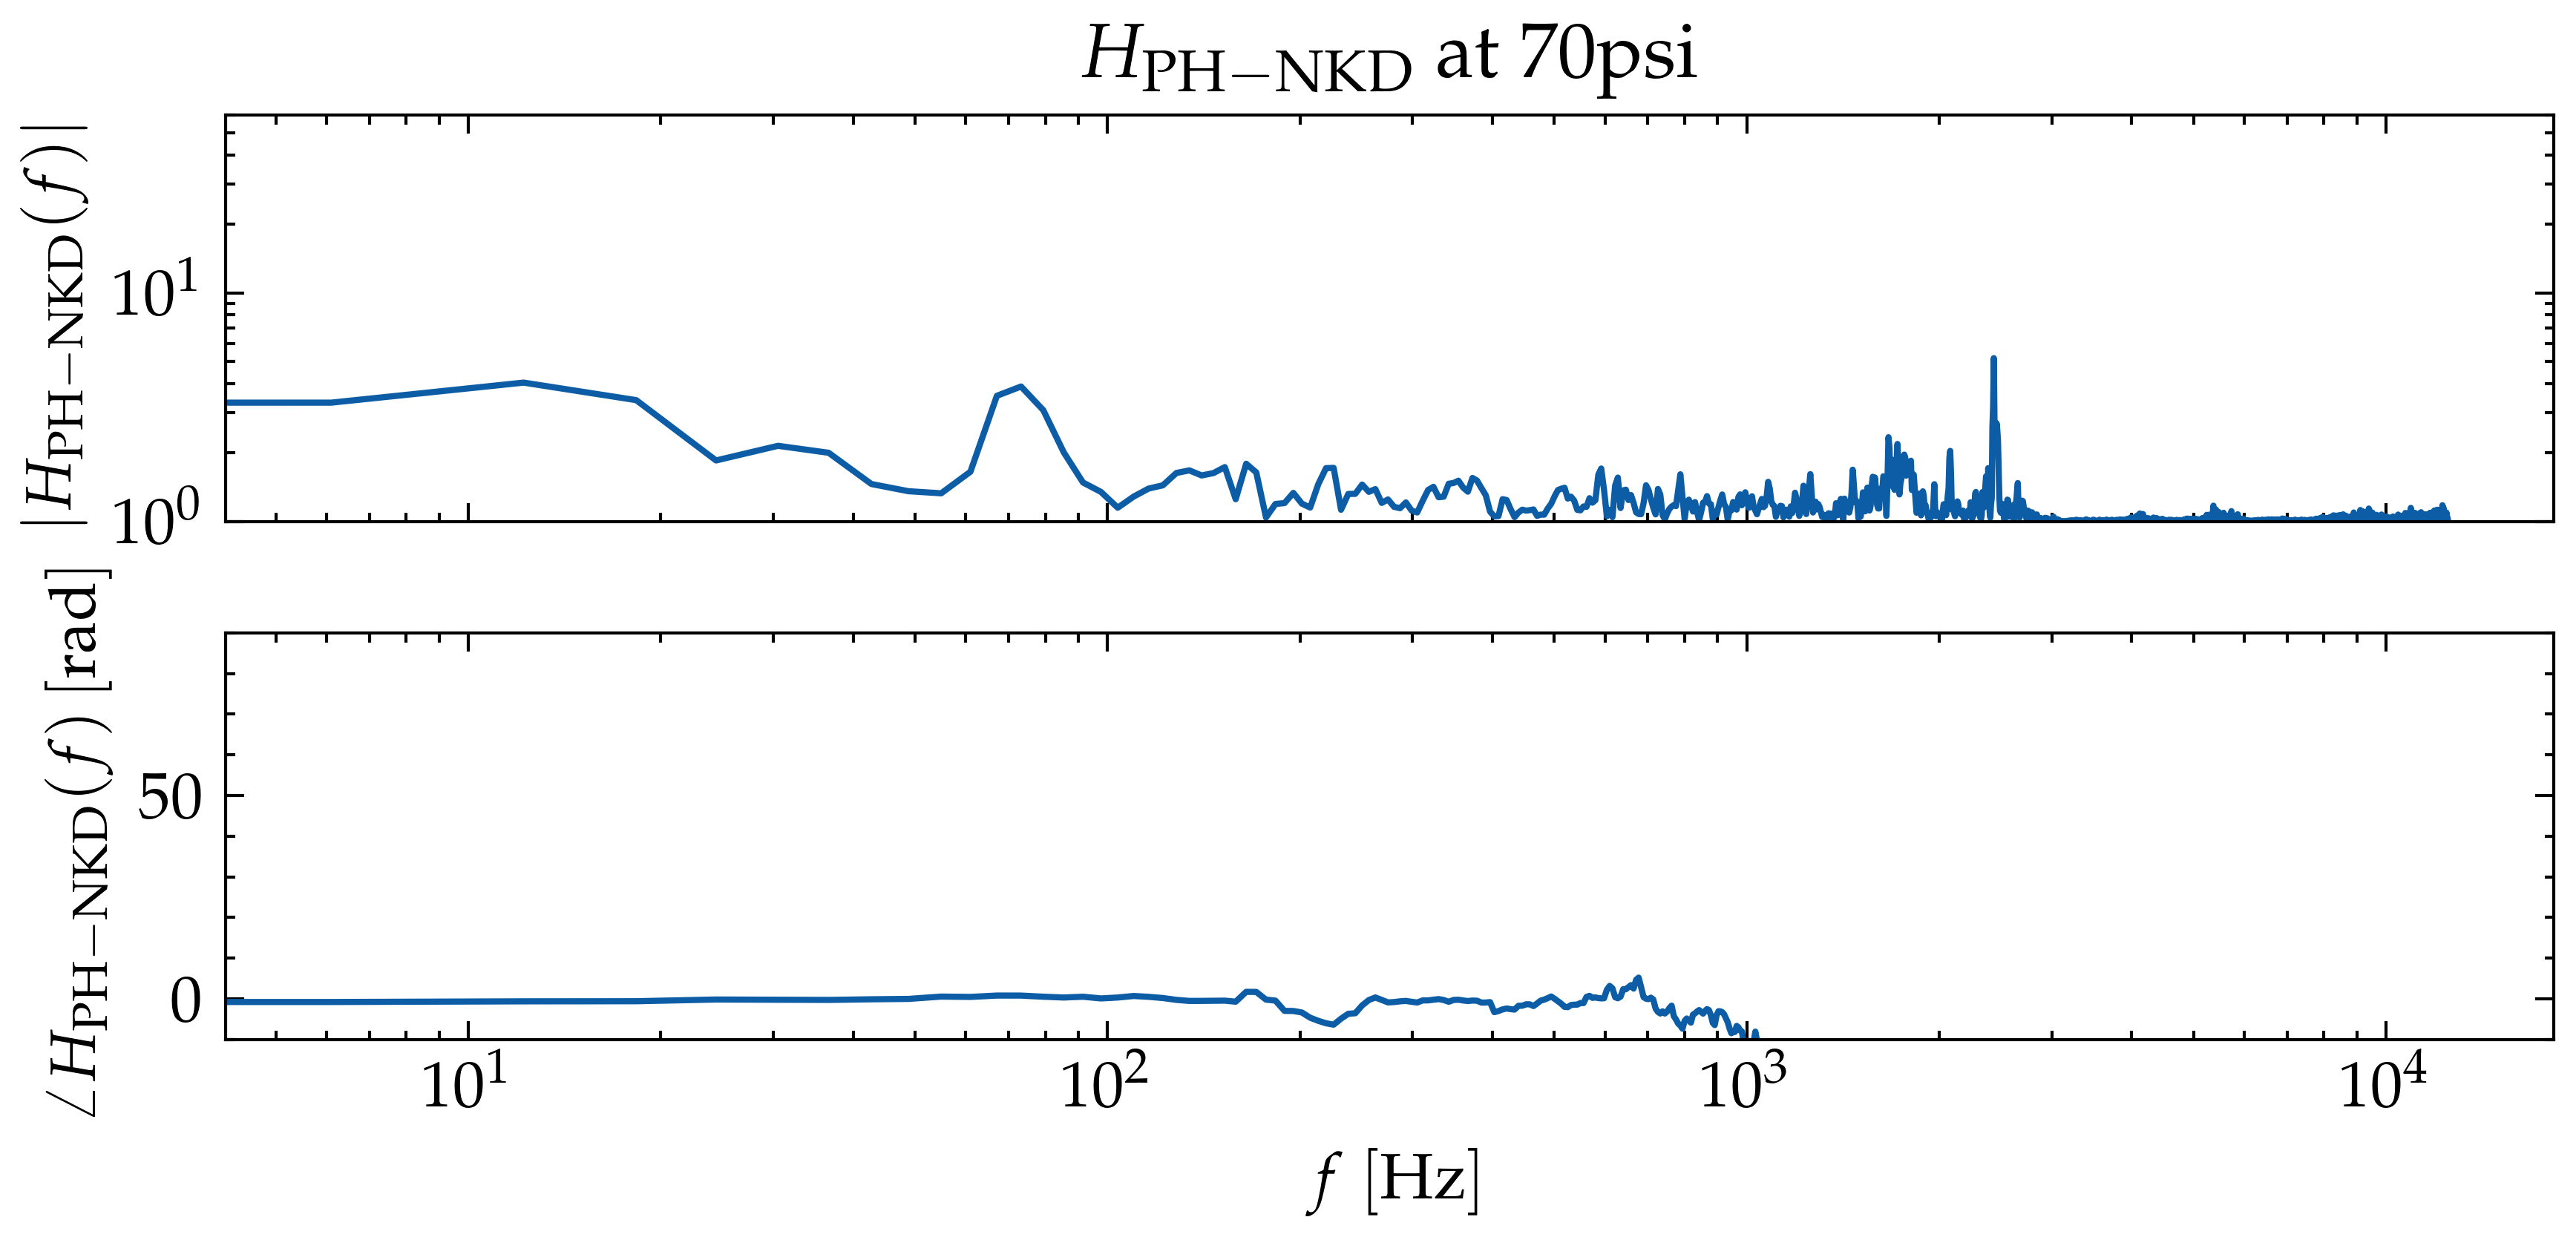 H_PH−NKD at 70psi
|H_PH−NKD(f)|
10^1
10^0
∠H_PH−NKD(f) [rad]
50
0
10^1 10^2 10^3 10^4
f [Hz]